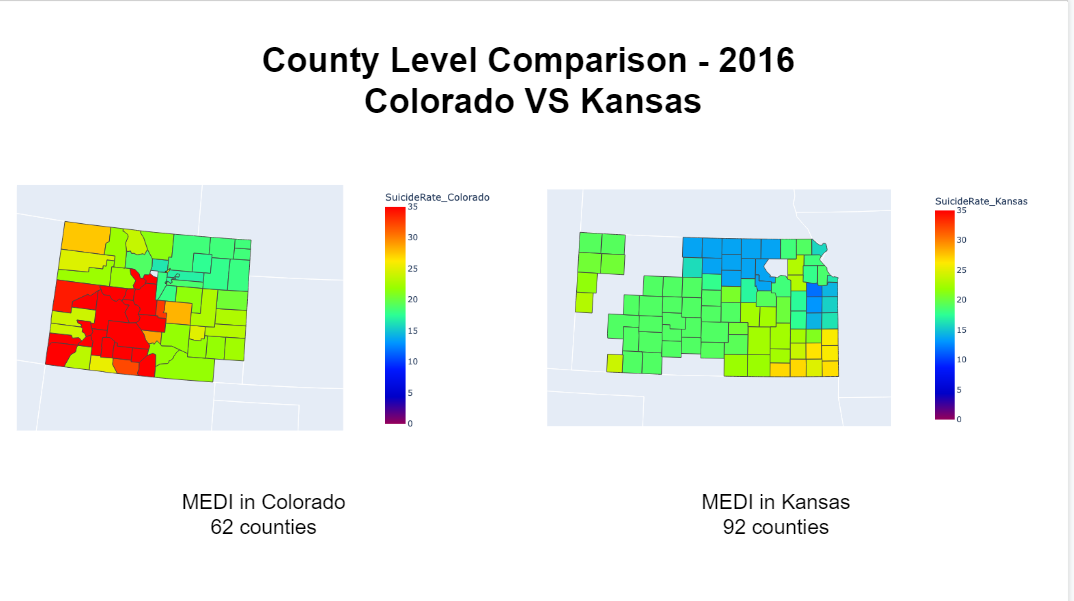 County Level Comparison - 2016
Colorado VS Kansas
SuicideRate_Colorado
35
30
25
20
15
10
5
0
SuicideRate_Kansas
35
30
25
20
15
10
5
0
MEDI in Colorado
62 counties
MEDI in Kansas
92 counties